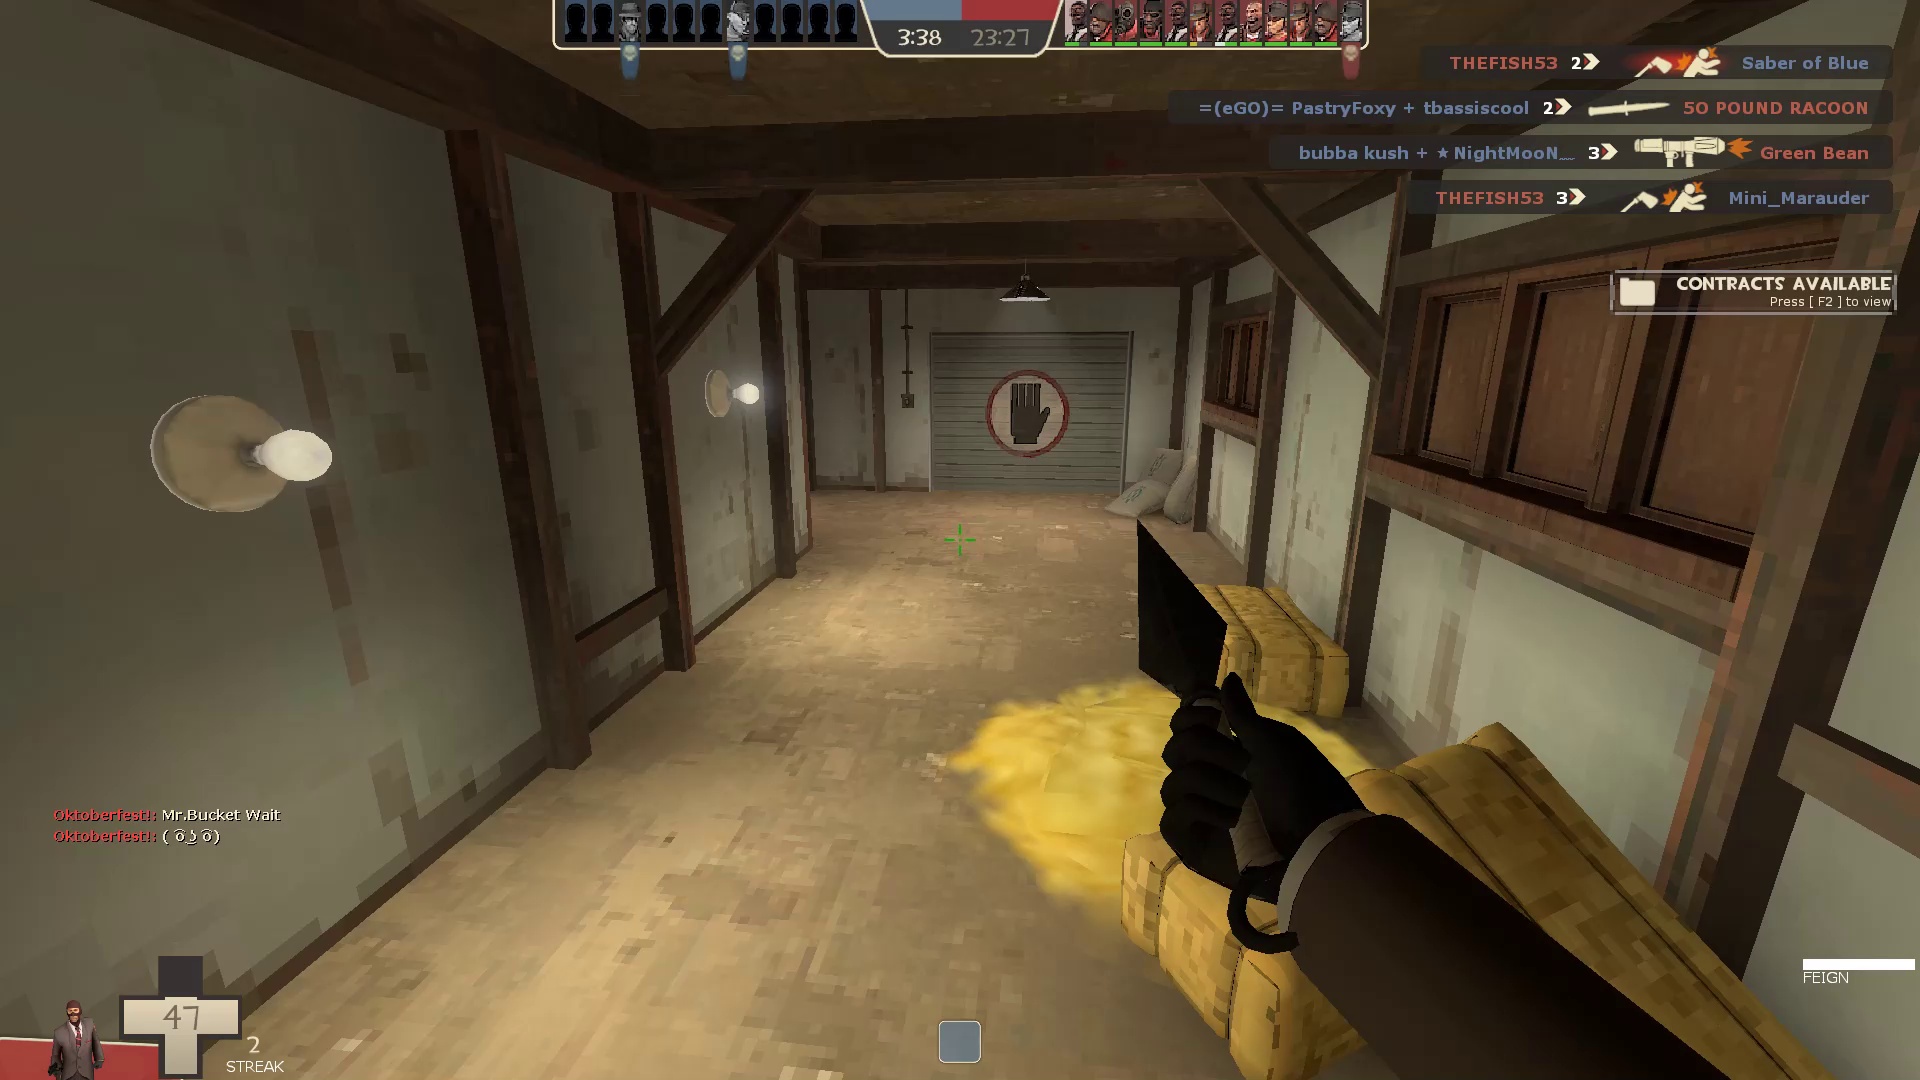 3:38 23:27
THEFISH53 2 Saber of Blue
=(eGO)= PastryFoxy + tbassiscool 2 5O POUND RACOON
bubba kush + ★ NightMooN... 3 Green Bean
THEFISH53 3 Mini_Marauder
CONTRACTS AVAILABLE
Press [ F2 ] to view
Oktoberfest!: Mr.Bucket Wait
Oktoberfest!: ( ͡ಠ ͜ʖ ͡ಠ)
47
2
STREAK
FEIGN